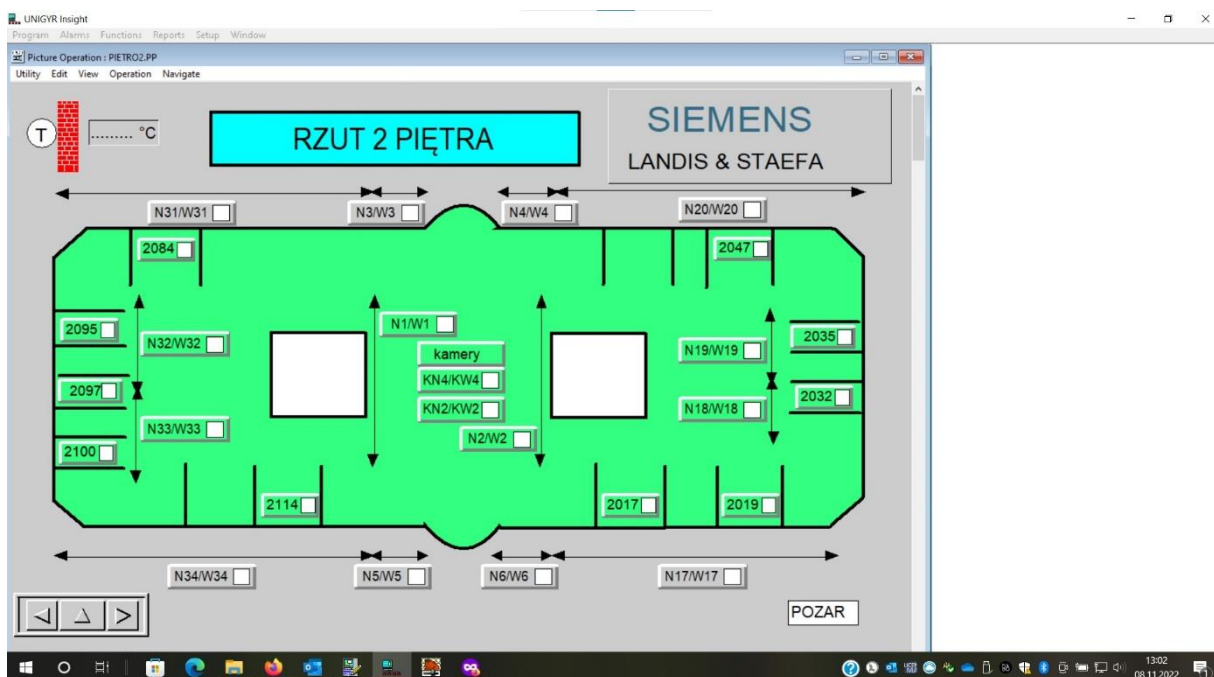 UNIGYR Insight
Program Alarms Functions Reports Setup Window
Picture Operation : PIETRO2.PP
Utility Edit View Operation Navigate
T ......... °C
RZUT 2 PIĘTRA
SIEMENS
LANDIS & STAEFA
N31/W31 N3/W3 N4/W4 N20/W20
2084 2047
N1/W1
2095 N32/W32 N19/W19 2035
kamery
KN4/KW4
2097 2032
KN2/KW2 N18/W18
N33/W33 N2/W2
2100
2114 2017 2019
N34/W34 N5/W5 N6/W6 N17/W17
POZAR
13:02
08.11.2022